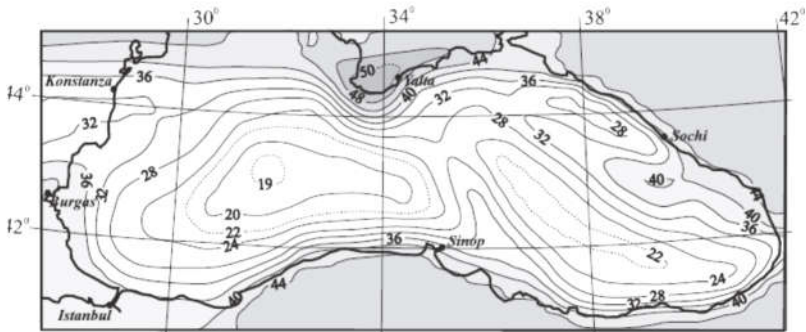 30° 34° 38° 42°
44
50
36 Yalta
Konstanza 48 40 36
44° 32
28
32 28
32 Sochi
28
36 32 40
19 44
Burgas 40
20 36
42° 22
24 36 Sinop 22
24
44 28
40 32 40
Istanbul